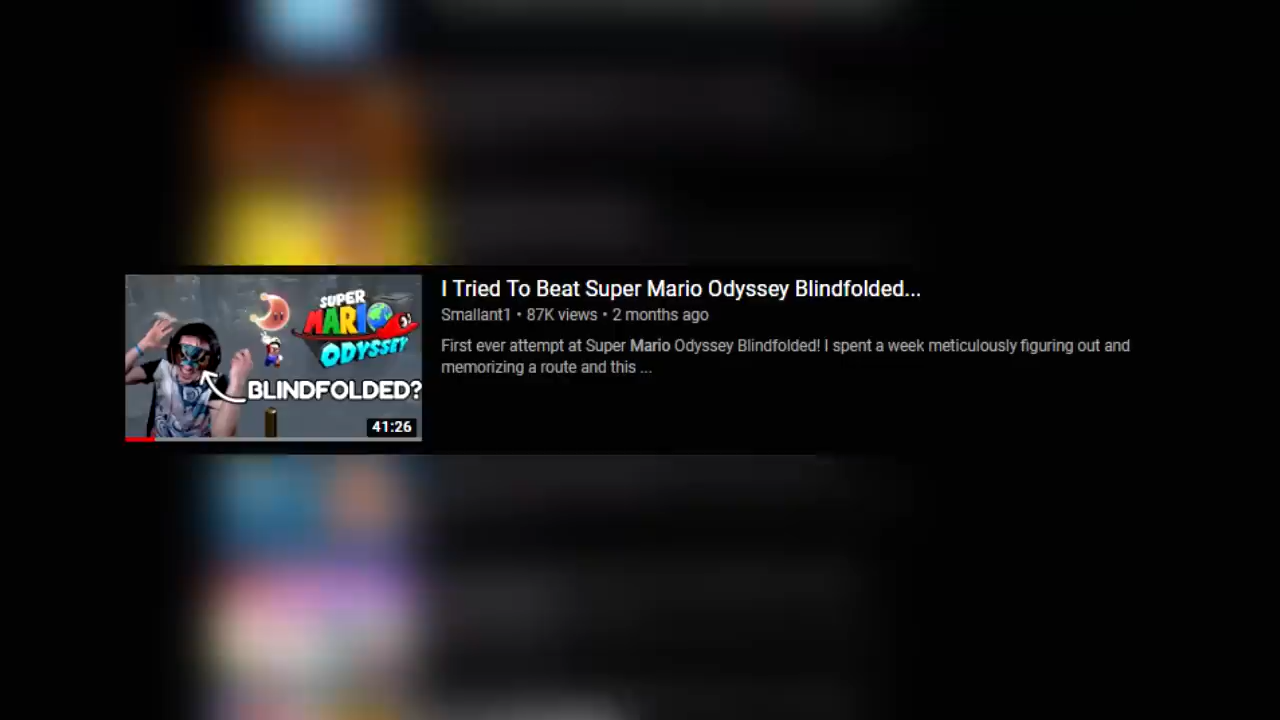 I Tried To Beat Super Mario Odyssey Blindfolded...
Smallant1 • 87K views • 2 months ago
First ever attempt at Super Mario Odyssey Blindfolded! I spent a week meticulously figuring out and
memorizing a route and this ...
SUPER
MARIO
ODYSSEY
BLINDFOLDED?
41:26